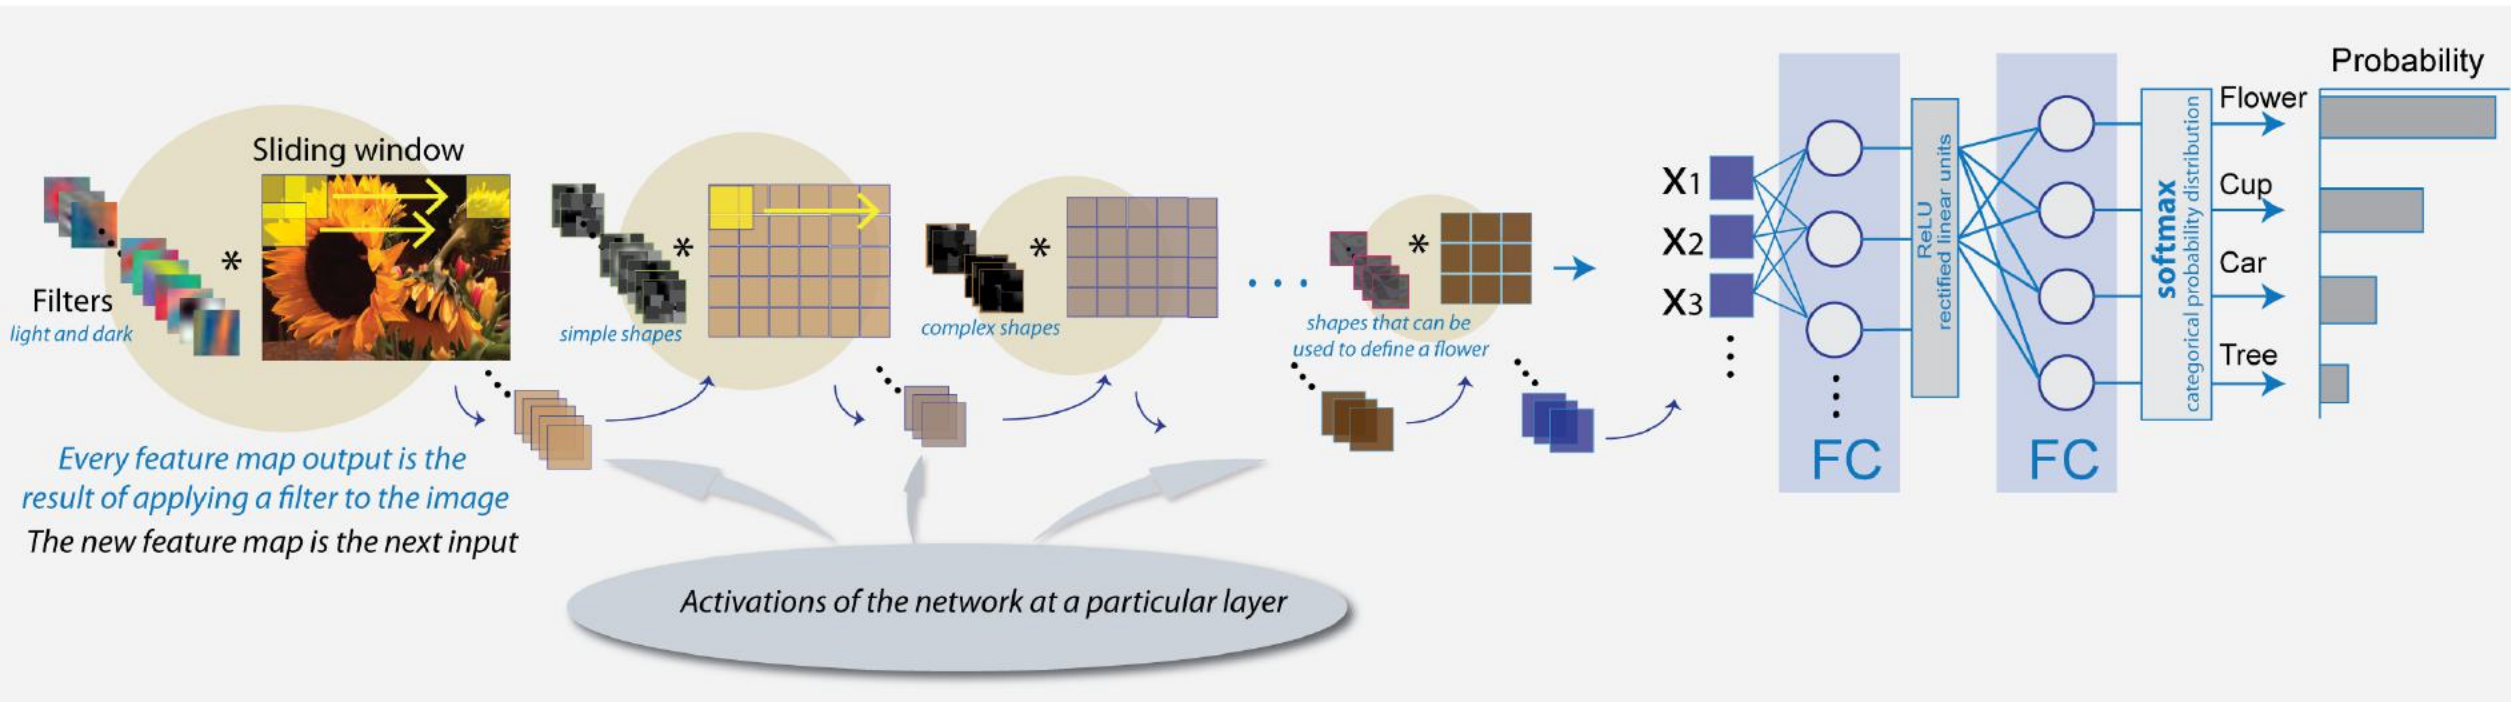 Sliding window
*
Filters
light and dark
*
simple shapes
*
complex shapes
*
shapes that can be
used to define a flower
Every feature map output is the
result of applying a filter to the image
The new feature map is the next input
Activations of the network at a particular layer
X1
X2
X3
FC
ReLU
rectified linear units
FC
softmax
categorical probability distribution
Probability
Flower
Cup
Car
Tree